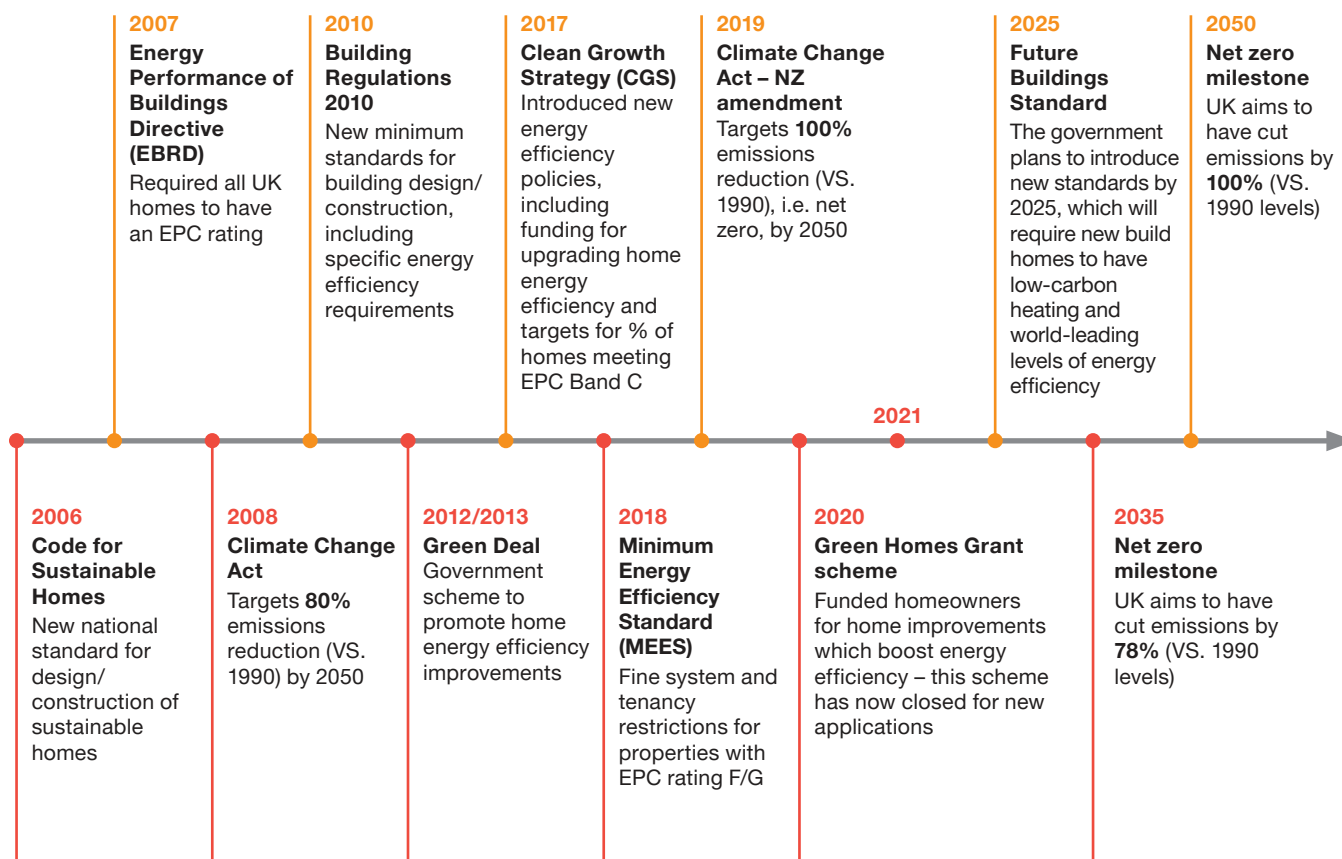 2007
Energy
Performance of
Buildings
Directive
(EBRD)
Required all UK
homes to have
an EPC rating
2010
Building
Regulations
2010
New minimum
standards for
building design/
construction,
including
specific energy
efficiency
requirements
2017
Clean Growth
Strategy (CGS)
Introduced new
energy
efficiency
policies,
including
funding for
upgrading home
energy
efficiency and
targets for % of
homes meeting
EPC Band C
2019
Climate Change
Act – NZ
amendment
Targets 100%
emissions
reduction (VS.
1990), i.e. net
zero, by 2050
2025
Future
Buildings
Standard
The government
plans to introduce
new standards by
2025, which will
require new build
homes to have
low-carbon
heating and
world-leading
levels of energy
efficiency
2050
Net zero
milestone
UK aims to
have cut
emissions by
100% (VS.
1990 levels)
2021
2006
Code for
Sustainable
Homes
New national
standard for
design/
construction of
sustainable
homes
2008
Climate Change
Act
Targets 80%
emissions
reduction (VS.
1990) by 2050
2012/2013
Green Deal
Government
scheme to
promote home
energy efficiency
improvements
2018
Minimum
Energy
Efficiency
Standard
(MEES)
Fine system and
tenancy
restrictions for
properties with
EPC rating F/G
2020
Green Homes Grant
scheme
Funded homeowners
for home improvements
which boost energy
efficiency – this scheme
has now closed for new
applications
2035
Net zero
milestone
UK aims to have
cut emissions by
78% (VS. 1990
levels)